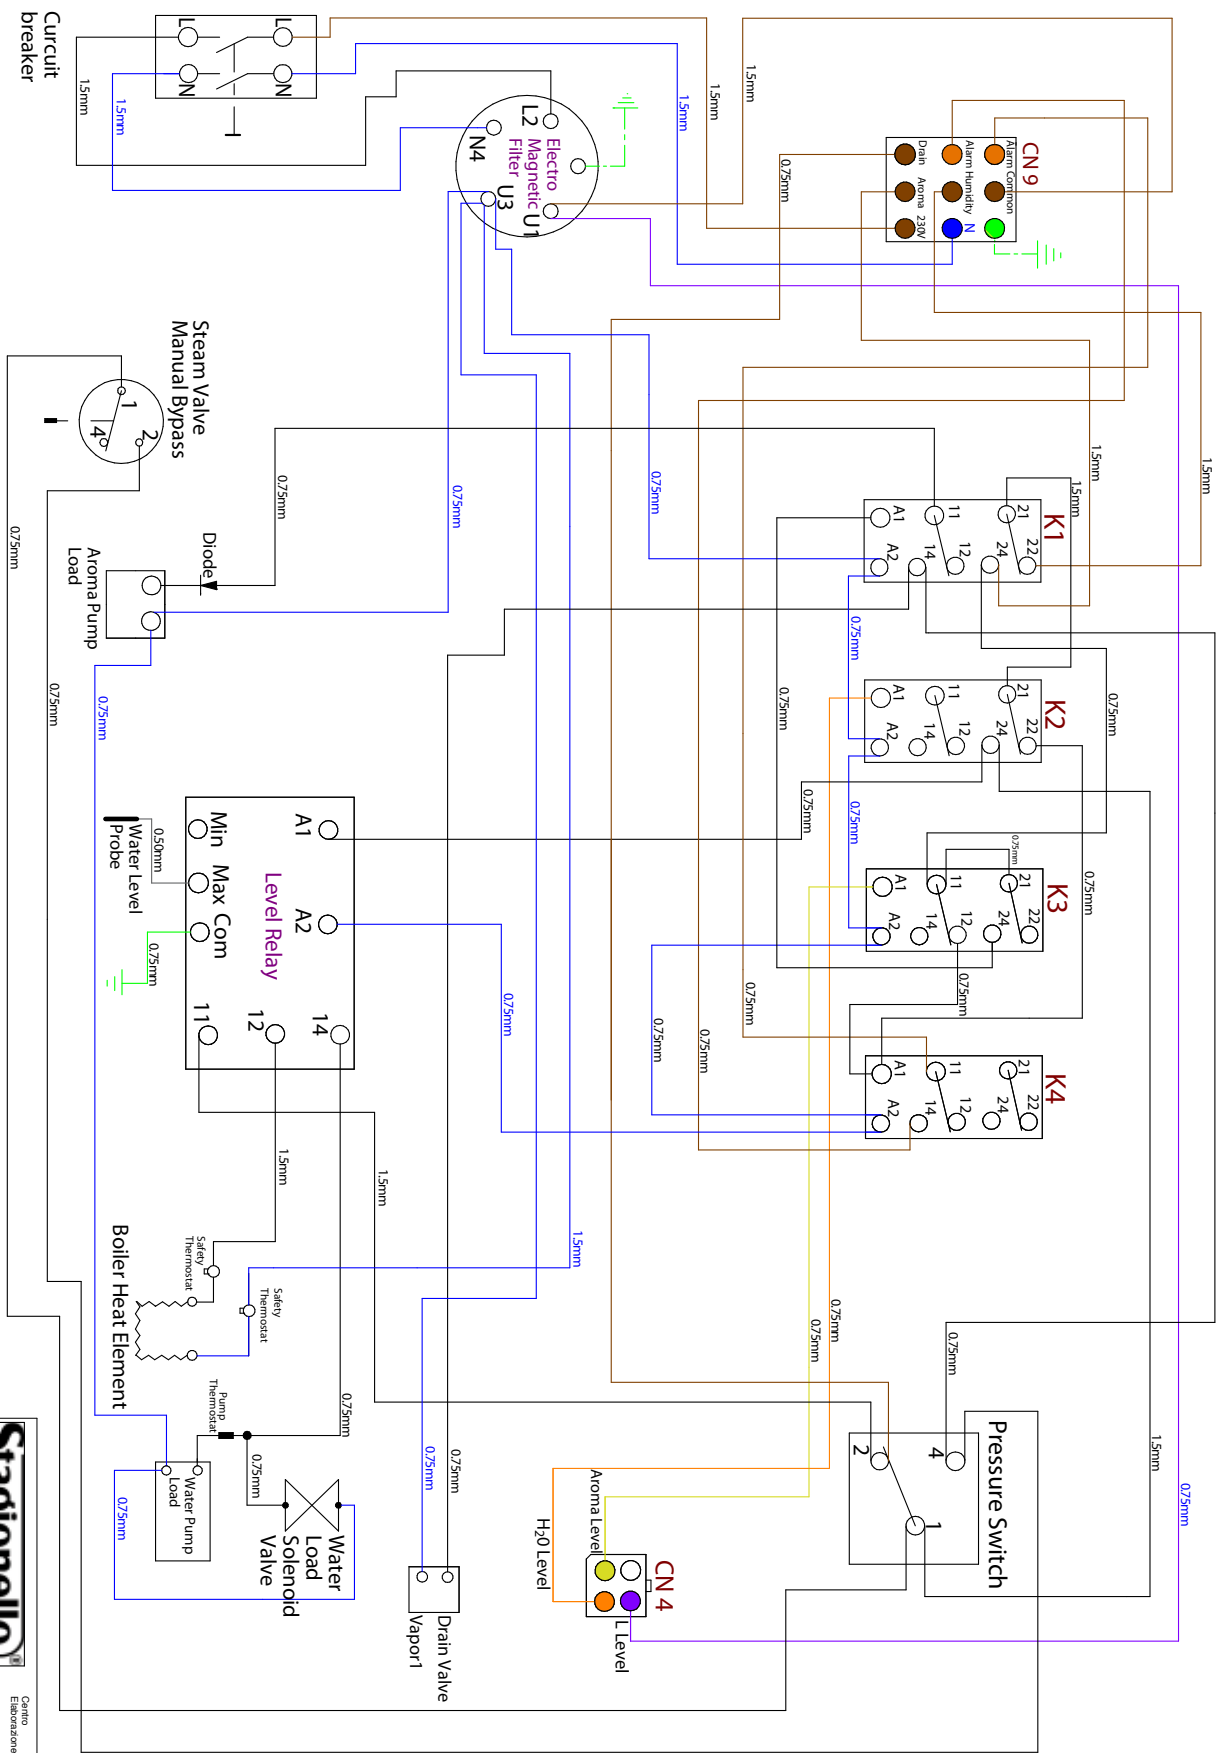 Curcuit
breaker
L
L
N
N
1.5mm
1.5mm
1.5mm
1.5mm
1.5mm
L2
N4
U3
U1
Electro
Magnetic
Filter
CN 9
Alarm Common
Alarm Humidity
Drain
Aroma
N
230V
0.75mm
1.5mm
1.5mm
1.5mm
Steam Valve
Manual Bypass
1
2
4
0.75mm
0.75mm
Diode
Aroma Pump
Load
0.75mm
0.75mm
0.75mm
0.75mm
K1
21
22
24
11
12
14
A1
A2
0.75mm
0.75mm
0.75mm
K2
21
22
24
11
12
14
A1
A2
0.75mm
0.75mm
0.75mm
K3
21
22
24
11
12
14
A1
A2
0.75mm
0.75mm
K4
21
22
24
11
12
14
A1
A2
0.75mm
0.75mm
0.75mm
Level Relay
A1
A2
Min
Max
Com
11
12
14
Water Level
Probe
0.50mm
0.75mm
0.75mm
1.5mm
1.5mm
1.5mm
Boiler Heat Element
Safety
Thermostat
Safety
Thermostat
Pump
Thermostat
0.75mm
0.75mm
0.75mm
Water Pump
Load
Water
Load
Solenoid
Valve
0.75mm
0.75mm
Drain Valve
Vapor1
0.75mm
0.75mm
0.75mm
1.5mm
0.75mm
Pressure Switch
2
4
1
CN 4
Aroma Level
H₂0 Level
L Level
Stagionello®
Centro
Elaborazione